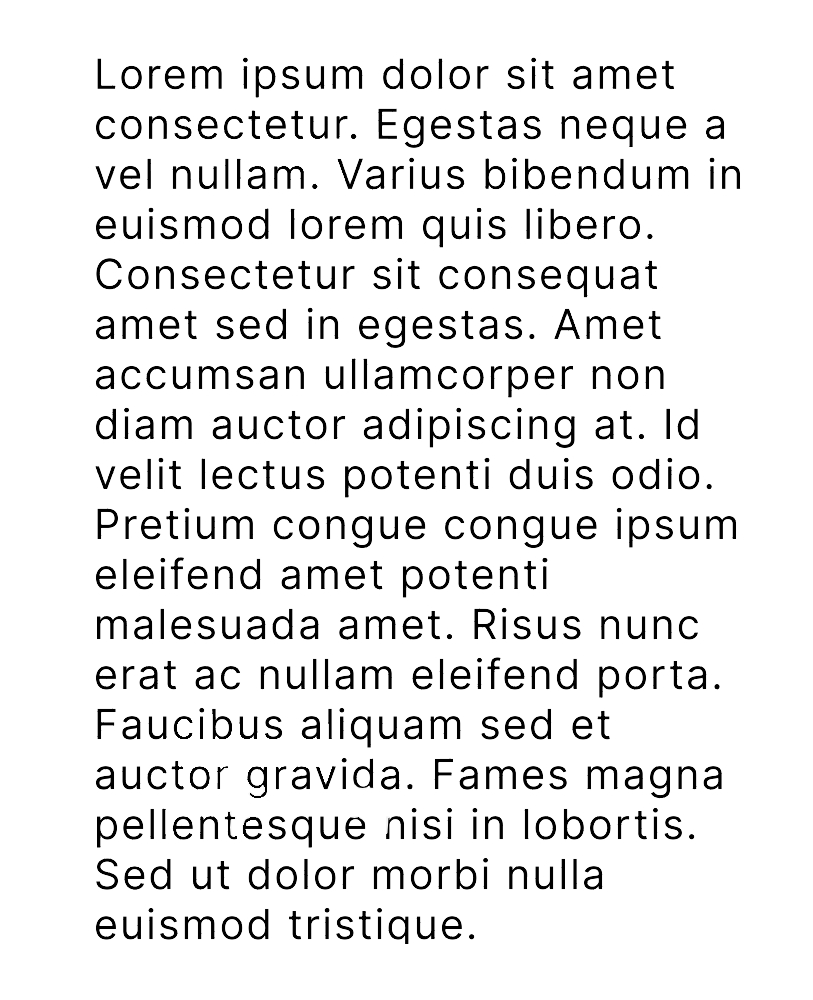 Lorem ipsum dolor sit amet
consectetur. Egestas neque a
vel nullam. Varius bibendum in
euismod lorem quis libero.
Consectetur sit consequat
amet sed in egestas. Amet
accumsan ullamcorper non
diam auctor adipiscing at. Id
velit lectus potenti duis odio.
Pretium congue congue ipsum
eleifend amet potenti
malesuada amet. Risus nunc
erat ac nullam eleifend porta.
Faucibus aliquam sed et
auctor gravida. Fames magna
pellentesque nisi in lobortis.
Sed ut dolor morbi nulla
euismod tristique.